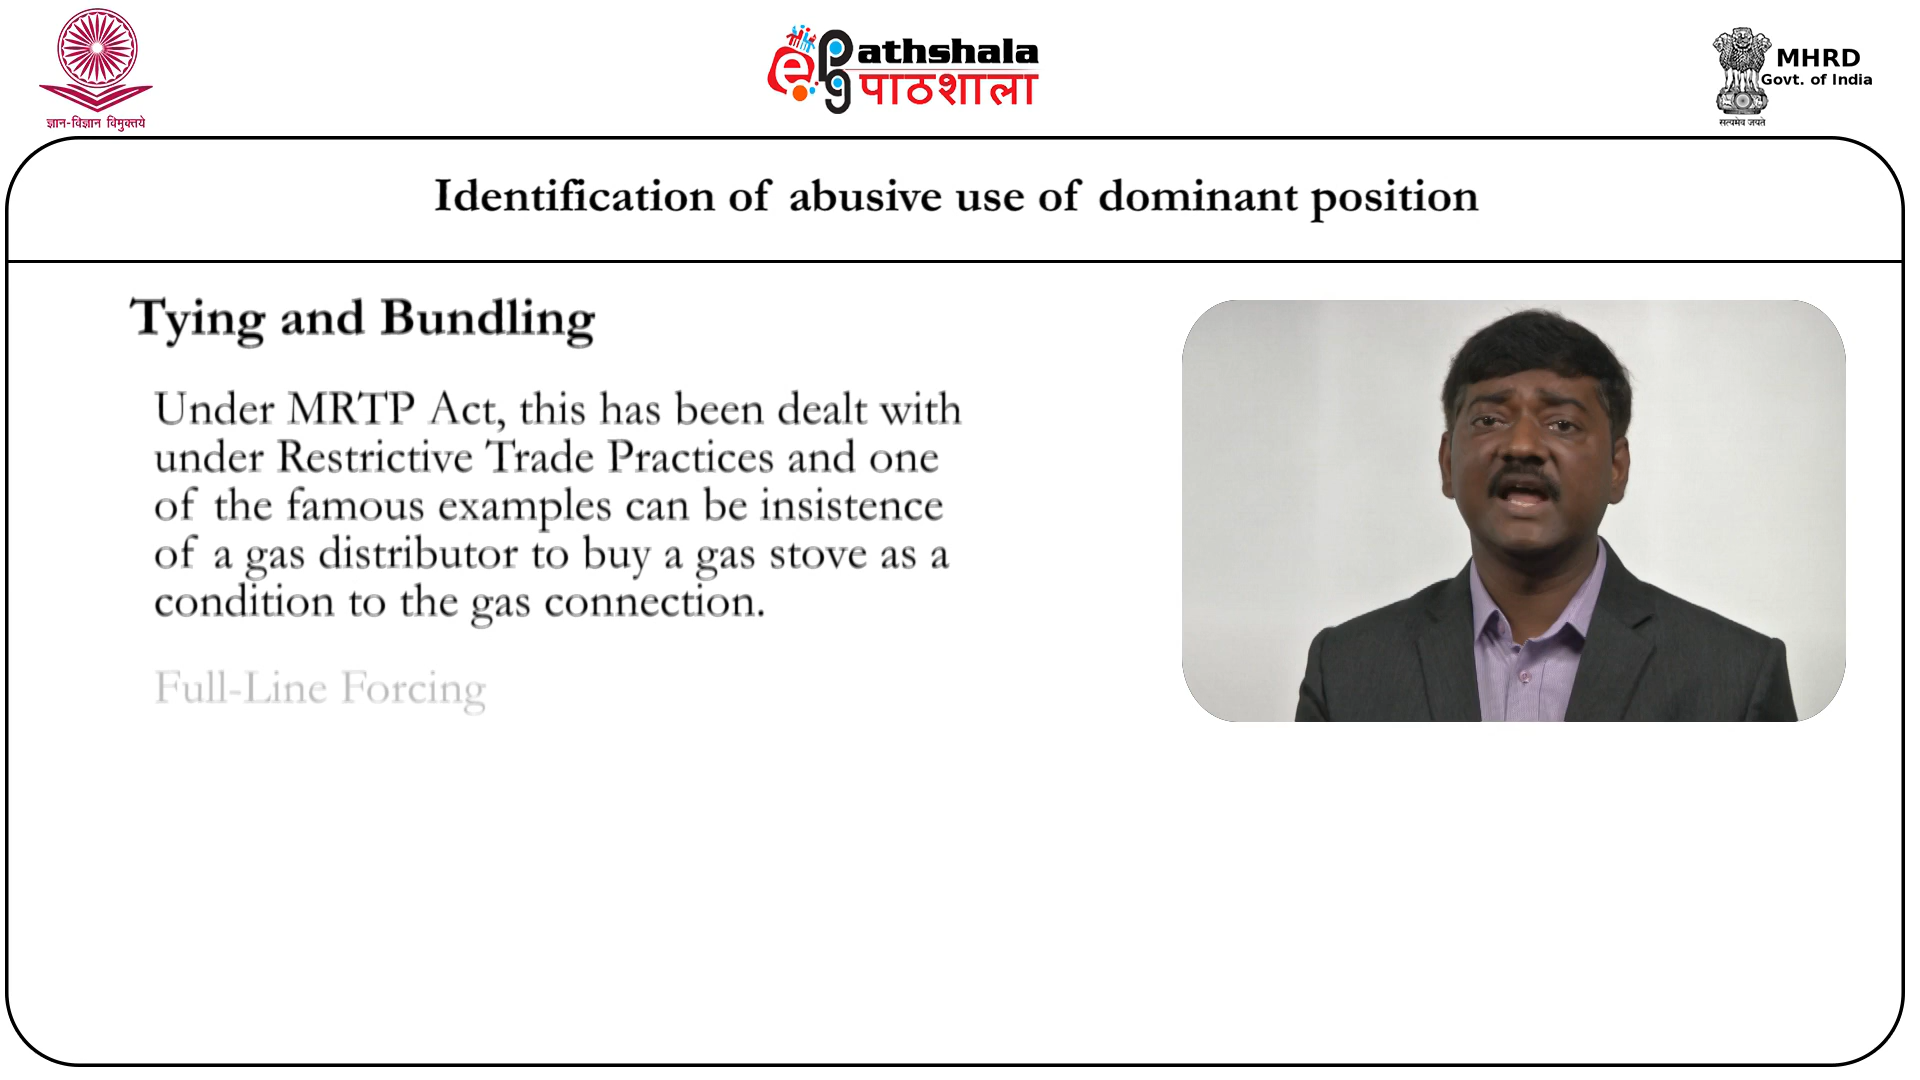 ज्ञान-विज्ञान विमुक्तये
e pg athshala
पाठशाला
MHRD
Govt. of India
सत्यमेव जयते
Identification of abusive use of dominant position
Tying and Bundling
Under MRTP Act, this has been dealt with
under Restrictive Trade Practices and one
of the famous examples can be insistence
of a gas distributor to buy a gas stove as a
condition to the gas connection.
Full-Line Forcing